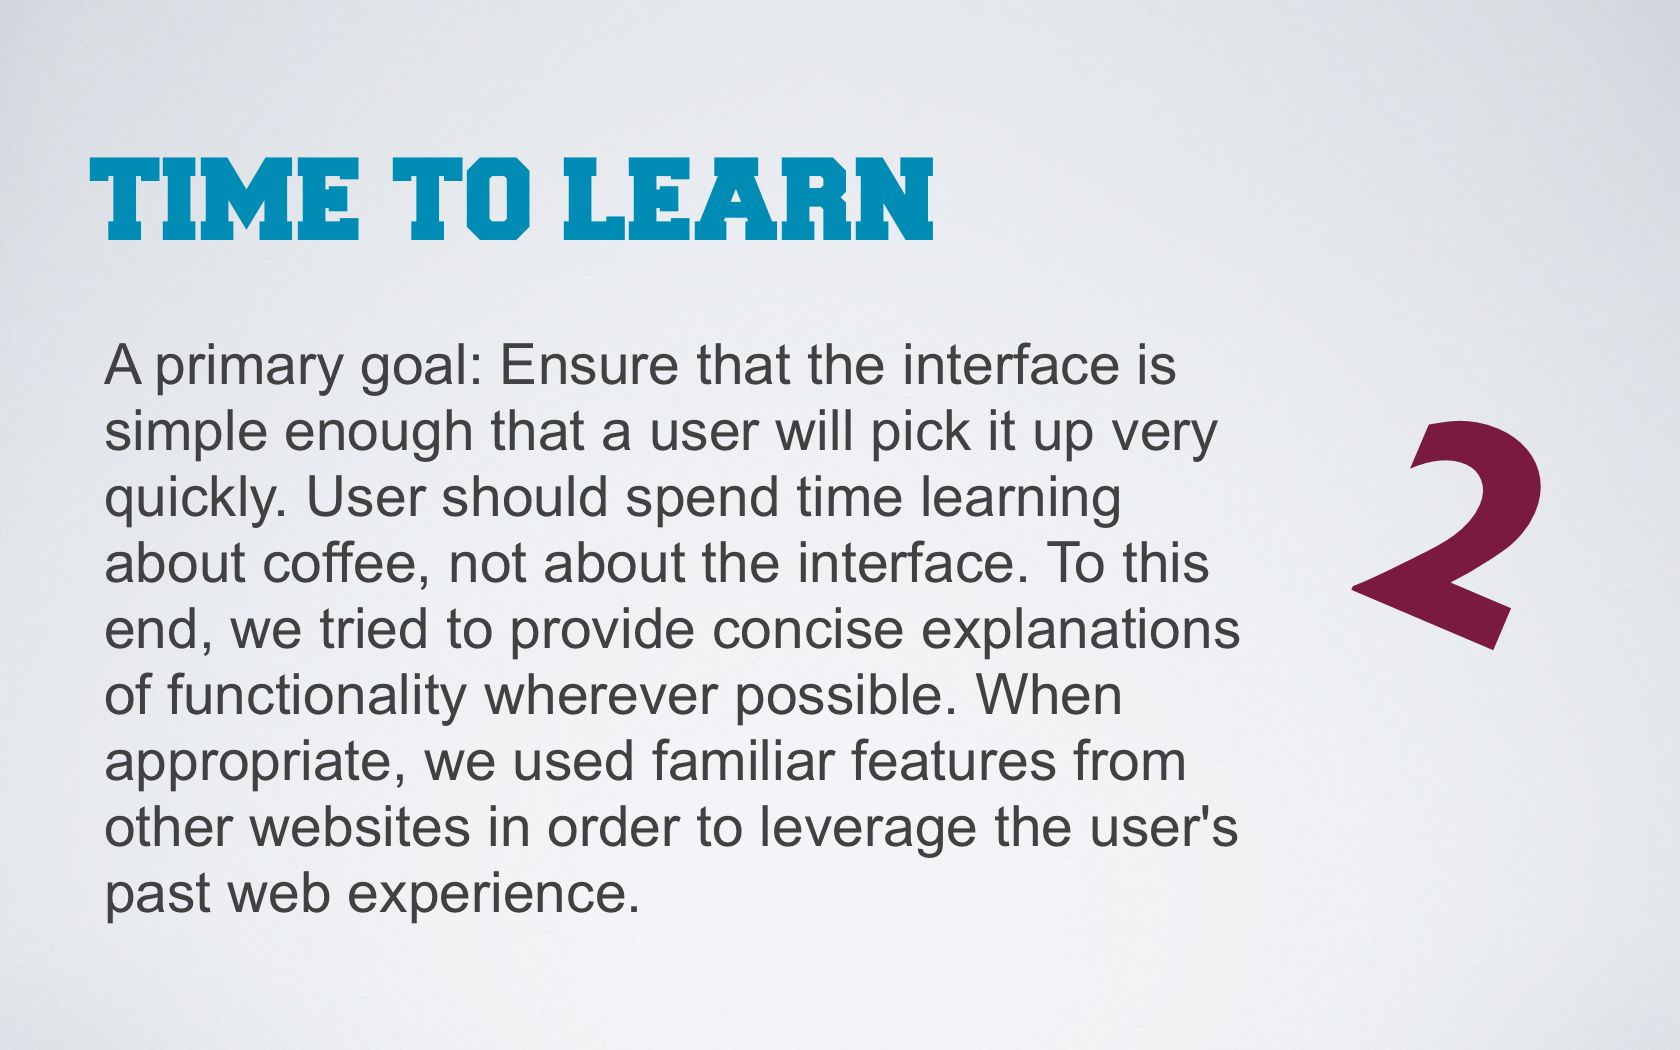 TIME TO LEARN
A primary goal: Ensure that the interface is
simple enough that a user will pick it up very
quickly. User should spend time learning
about coffee, not about the interface. To this
end, we tried to provide concise explanations
of functionality wherever possible. When
appropriate, we used familiar features from
other websites in order to leverage the user's
past web experience.
2